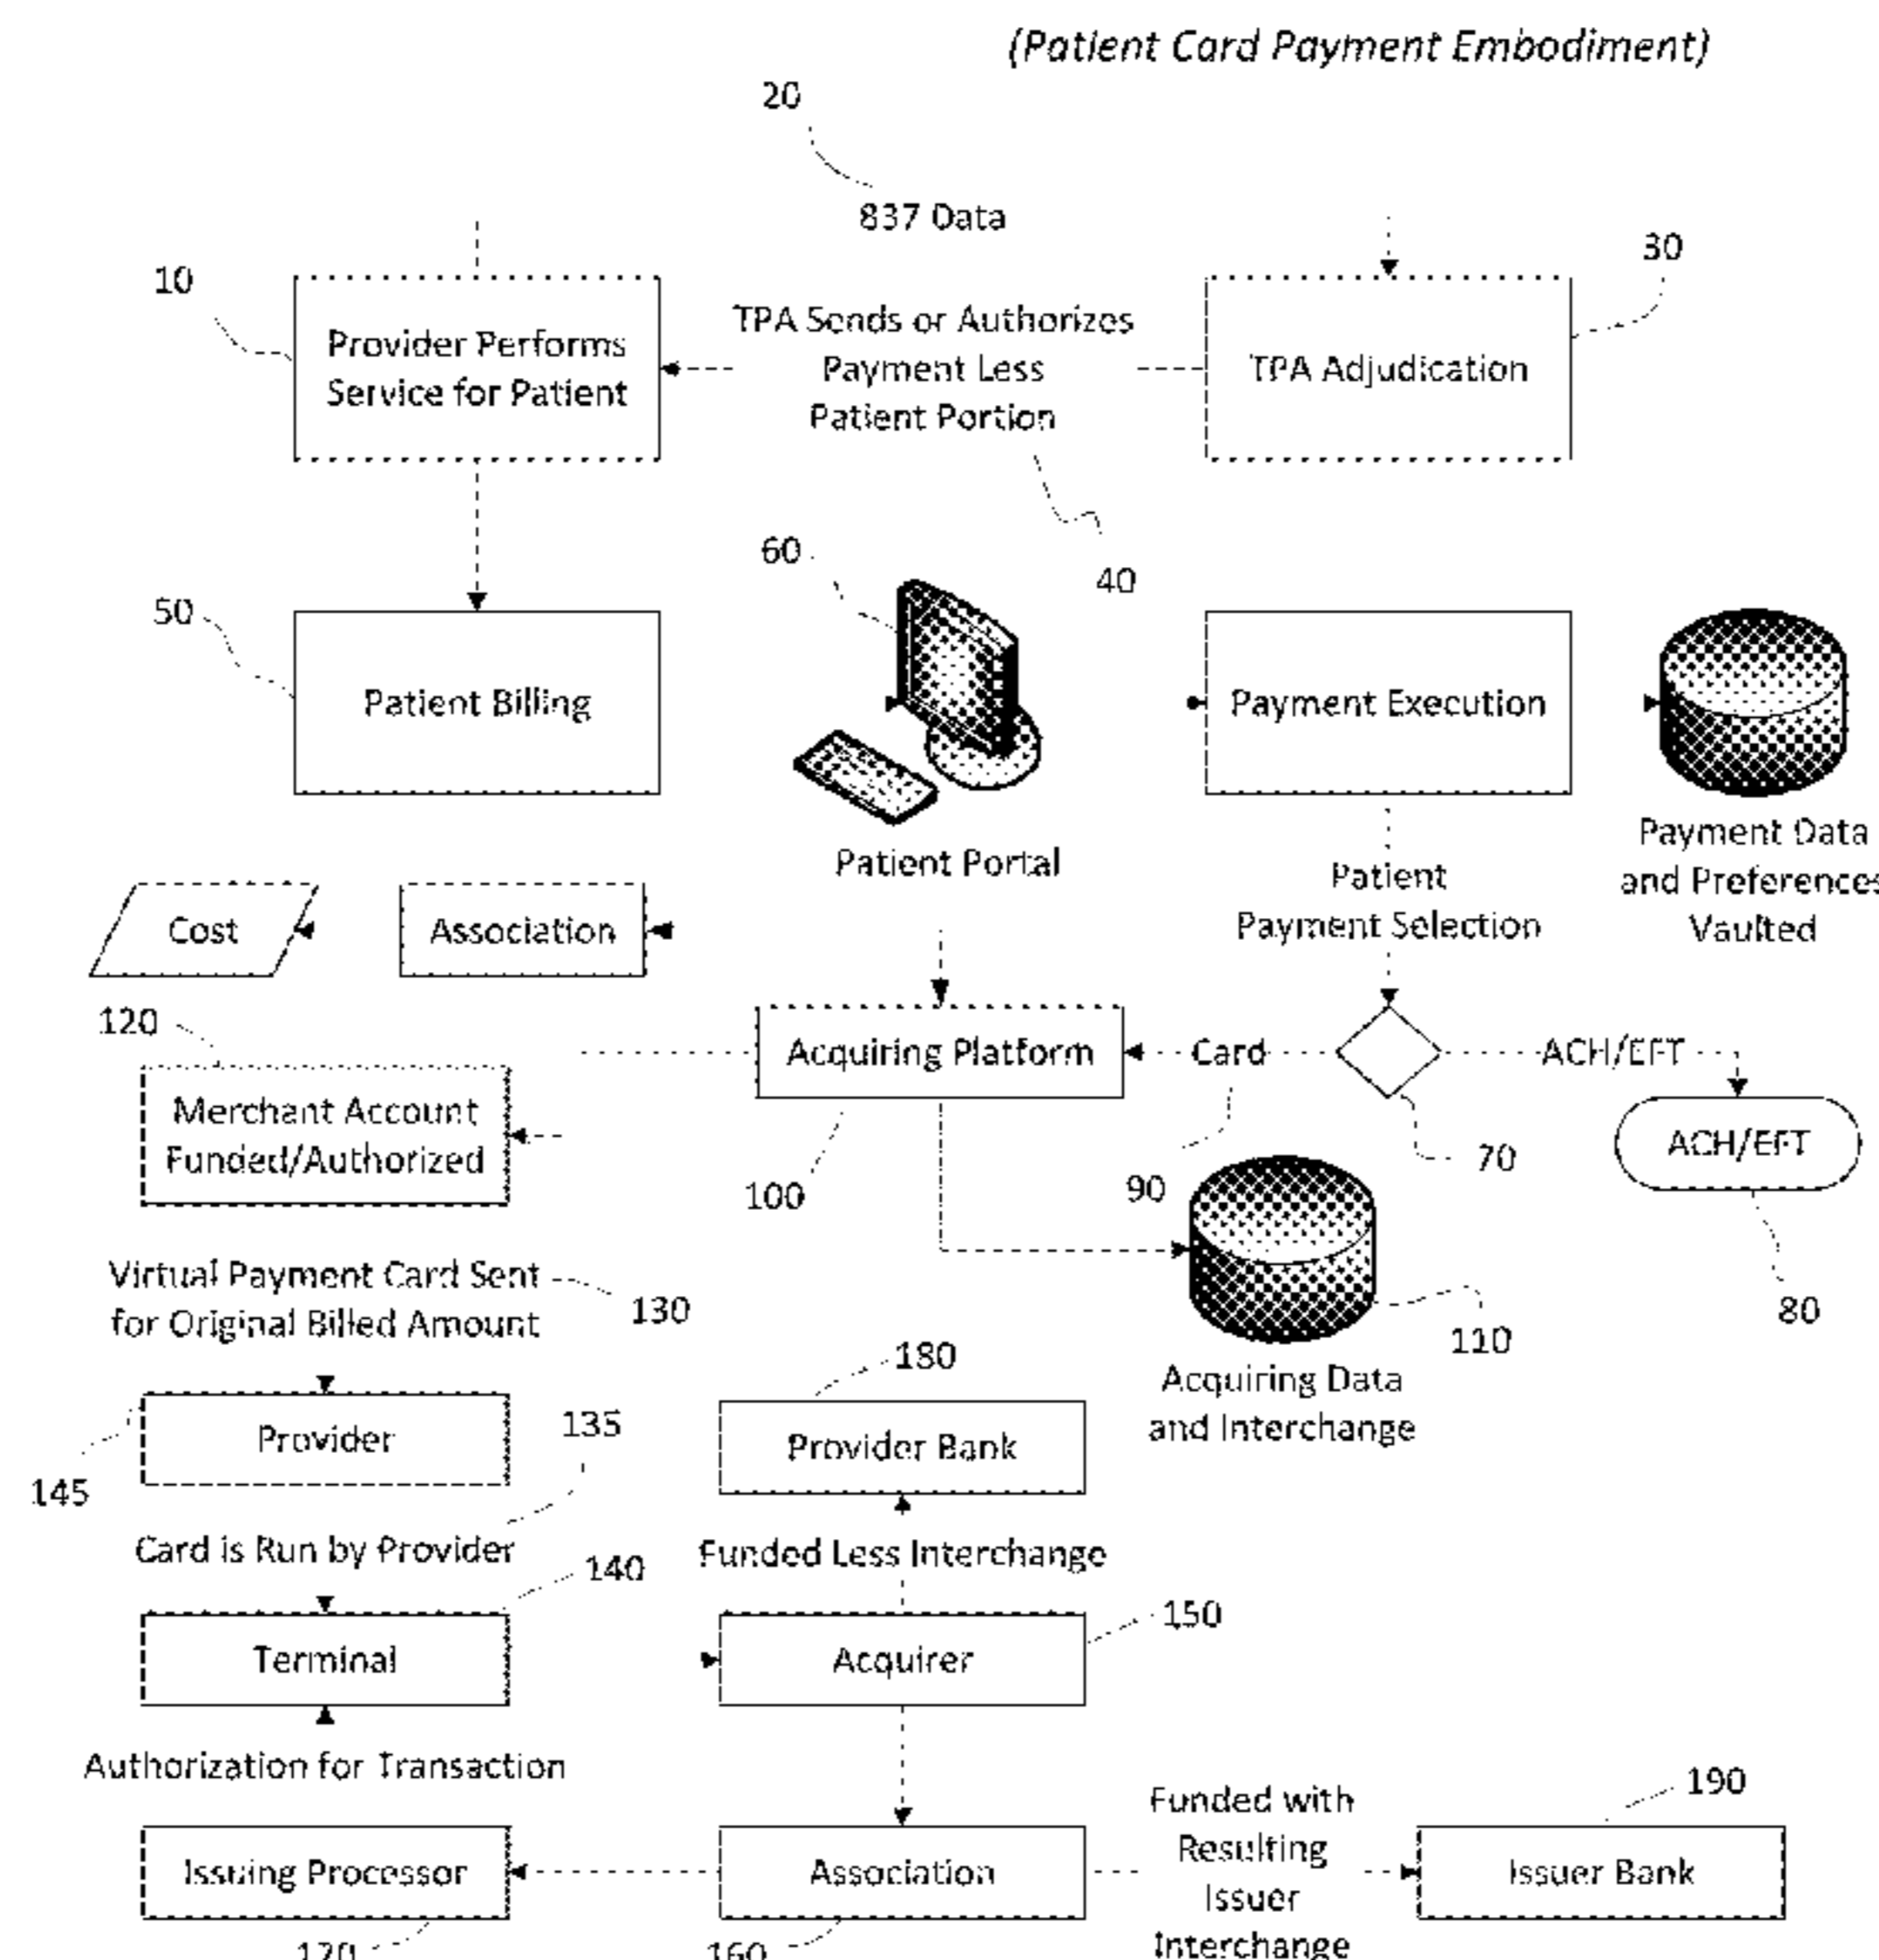 (Patient Card Payment Embodiment)
20
837 Data
10
30
Provider Performs
Service for Patient
TPA Sends or Authorizes
Payment Less
Patient Portion
TPA Adjudication
40
60
50
Patient Billing
Payment Execution
Patient Portal
Payment Data
and Preferences
Vaulted
Patient
Payment Selection
Cost
Association
120
Acquiring Platform
Card
ACH/EFT
Merchant Account
Funded/Authorized
ACH/EFT
100
90
70
80
Virtual Payment Card Sent
for Original Billed Amount
130
110
180
Acquiring Data
and Interchange
Provider
135
Provider Bank
145
Card is Run by Provider
140
Funded Less Interchange
Terminal
Acquirer
150
Authorization for Transaction
190
Issuing Processor
Association
Funded with
Resulting
Issuer
Interchange
Issuer Bank
170
160